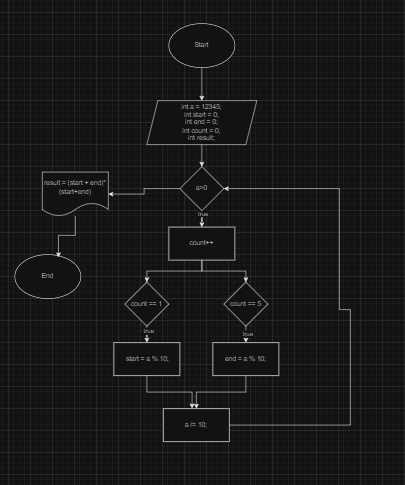 Start
int a = 12345;
int start = 0;
int end = 0;
int count = 0;
int result;
a>0
true
result = (start + end)*
(start+end)
End
count++
count == 1
count == 5
true
true
start = a % 10;
end = a % 10;
a /= 10;